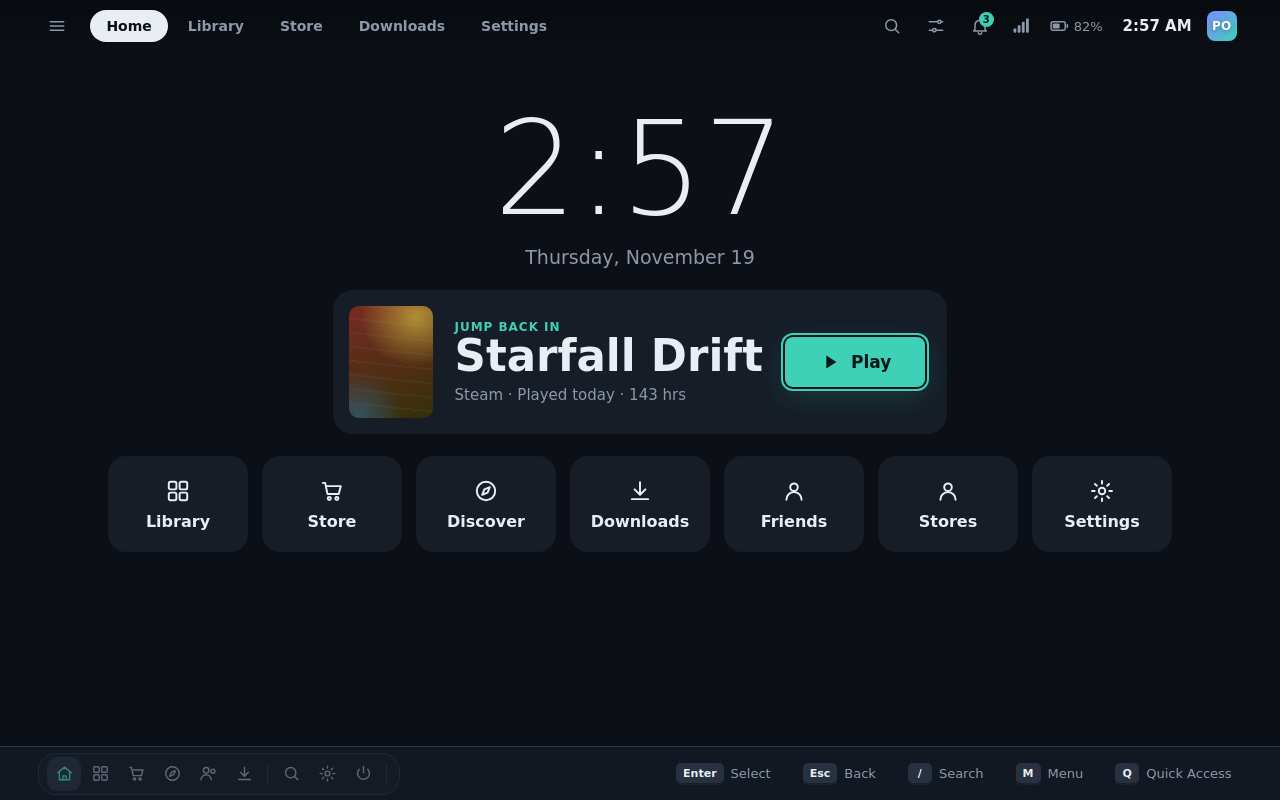 Home Library Store Downloads Settings 3 82% 2:57 AM PO
2:57
Thursday, November 19
JUMP BACK IN
Starfall Drift
Steam · Played today · 143 hrs
Play
Library Store Discover Downloads Friends Stores Settings
Enter Select Esc Back / Search M Menu Q Quick Access